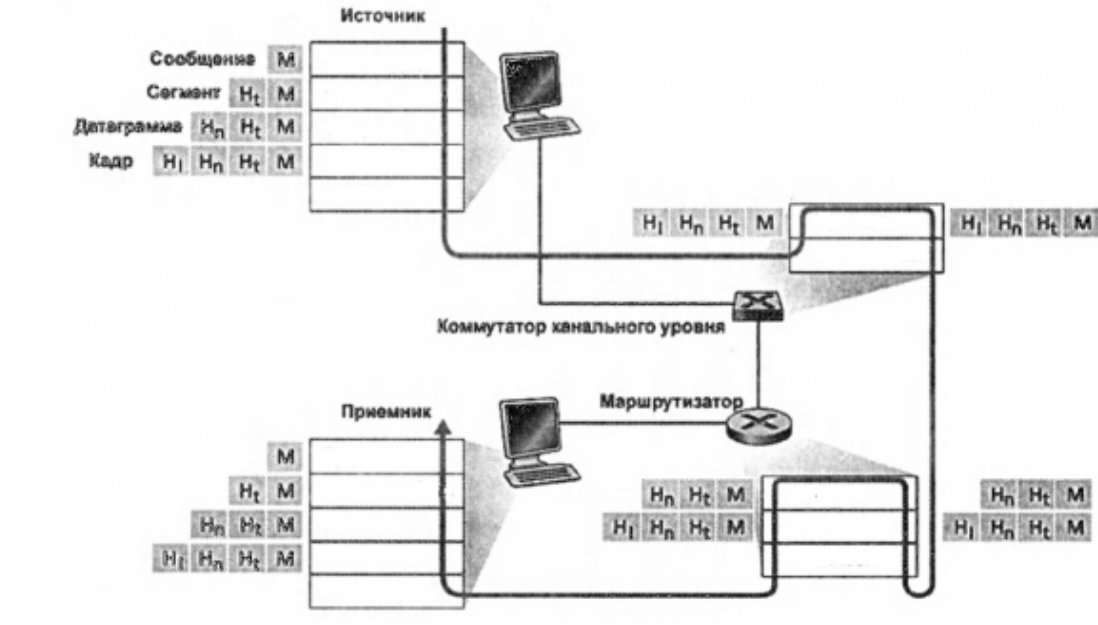 Источник
Сообщение M
Сегмент Ht M
Датаграмма Hn Ht M
Кадр Hl Hn Ht M
Hl Hn Ht M
Hl Hn Ht M
Коммутатор канального уровня
Маршрутизатор
Приемник
M
Ht M
Hn Ht M
Hl Hn Ht M
Hn Ht M
Hl Hn Ht M
Hn Ht M
Hl Hn Ht M